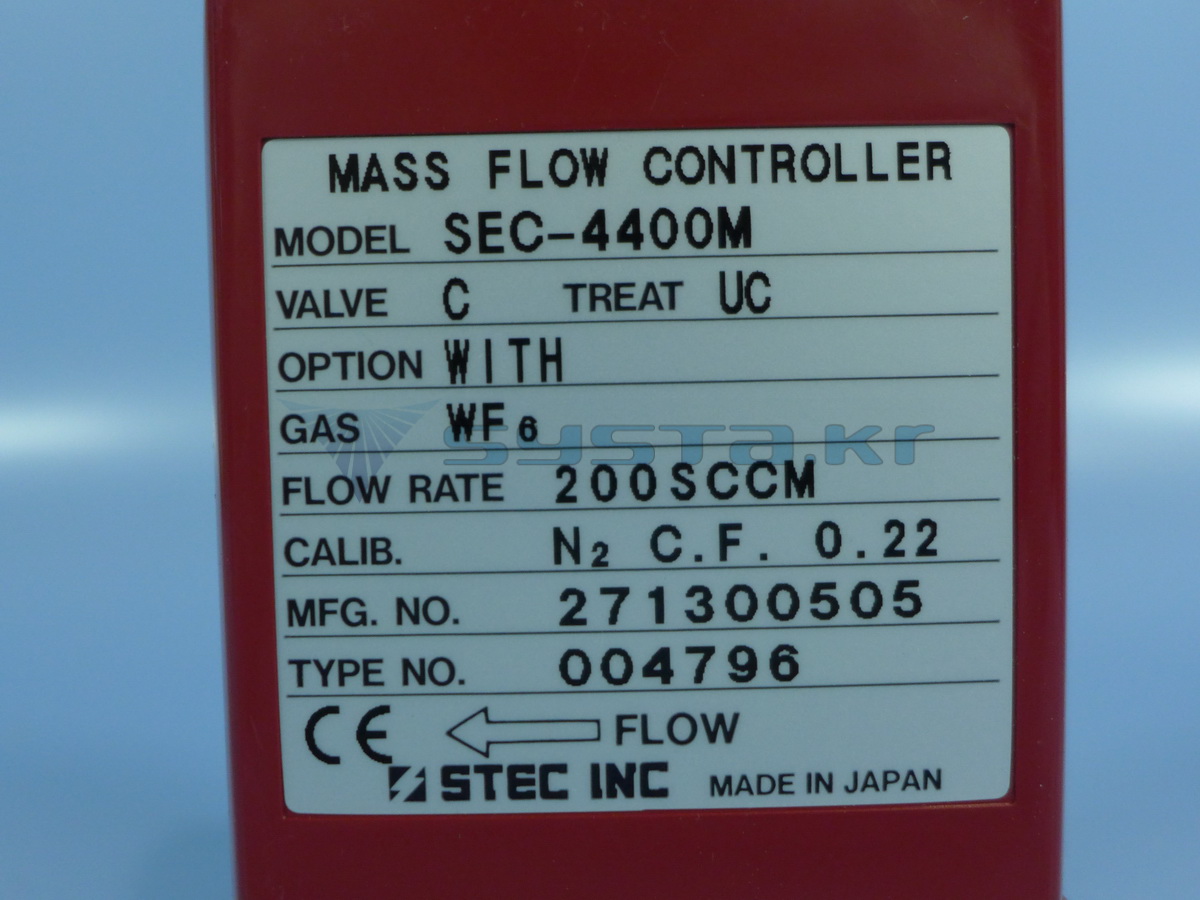 MASS FLOW CONTROLLER
MODEL SEC-4400M
VALVE C TREAT UC
OPTION WITH
GAS WF₆
systa.kr
FLOW RATE 200SCCM
CALIB. N₂ C.F. 0.22
MFG. NO. 271300505
TYPE NO. 004796
CE FLOW
STEC INC MADE IN JAPAN